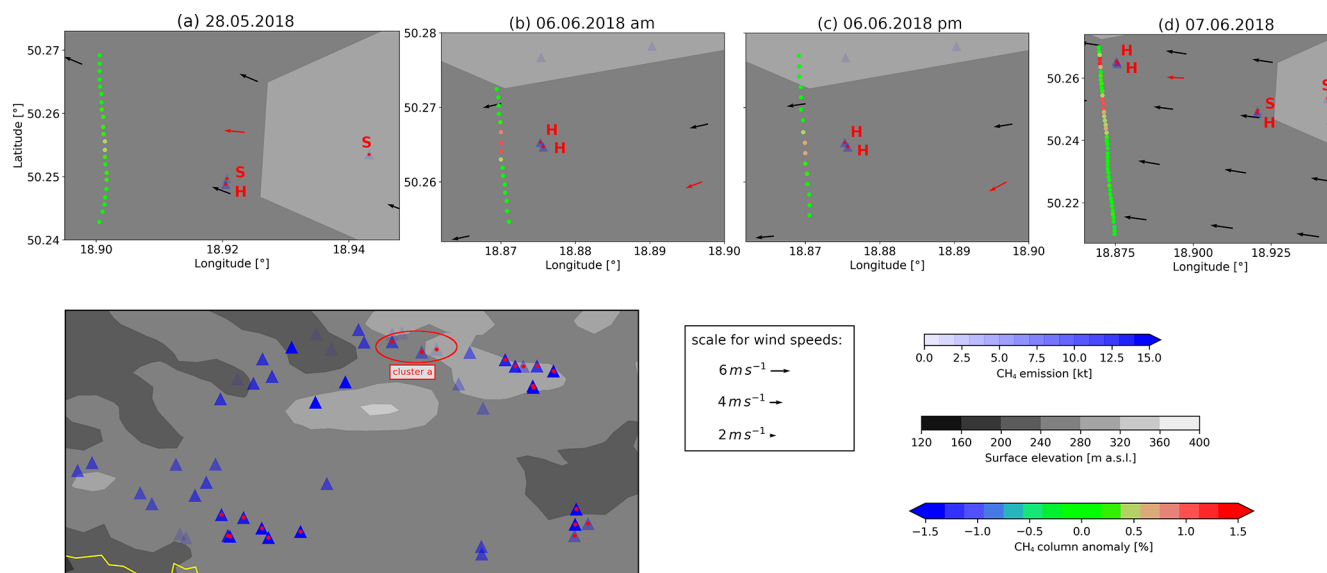 (a) 28.05.2018
(b) 06.06.2018 am
(c) 06.06.2018 pm
(d) 07.06.2018
Latitude [°]
50.27
50.26
50.25
50.24
18.90
18.92
18.94
Longitude [°]
S
S
H
50.28
50.27
50.26
18.87
18.88
18.89
18.90
Longitude [°]
H
H
18.87
18.88
18.89
18.90
Longitude [°]
H
H
50.26
50.24
50.22
18.875
18.900
18.925
Longitude [°]
H
H
S
H
S
cluster a
scale for wind speeds:
6 m s⁻¹
4 m s⁻¹
2 m s⁻¹
0.0 2.5 5.0 7.5 10.0 12.5 15.0
CH₄ emission [kt]
120 160 200 240 280 320 360 400
Surface elevation [m a.s.l.]
−1.5 −1.0 −0.5 0.0 0.5 1.0 1.5
CH₄ column anomaly [%]